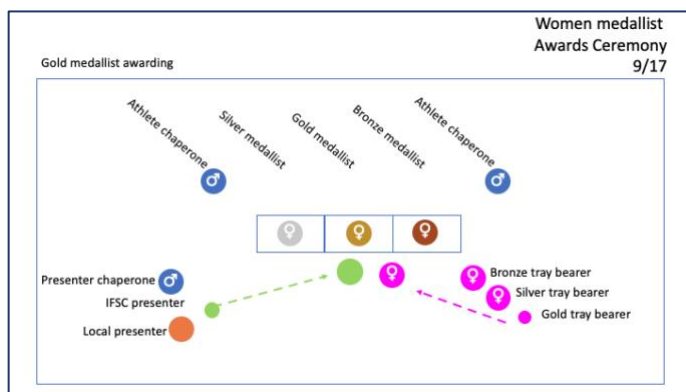 Women medallist
Awards Ceremony
9/17
Gold medallist awarding
Athlete chaperone
Silver medallist
Gold medallist
Bronze medallist
Athlete chaperone
Presenter chaperone
IFSC presenter
Local presenter
Bronze tray bearer
Silver tray bearer
Gold tray bearer